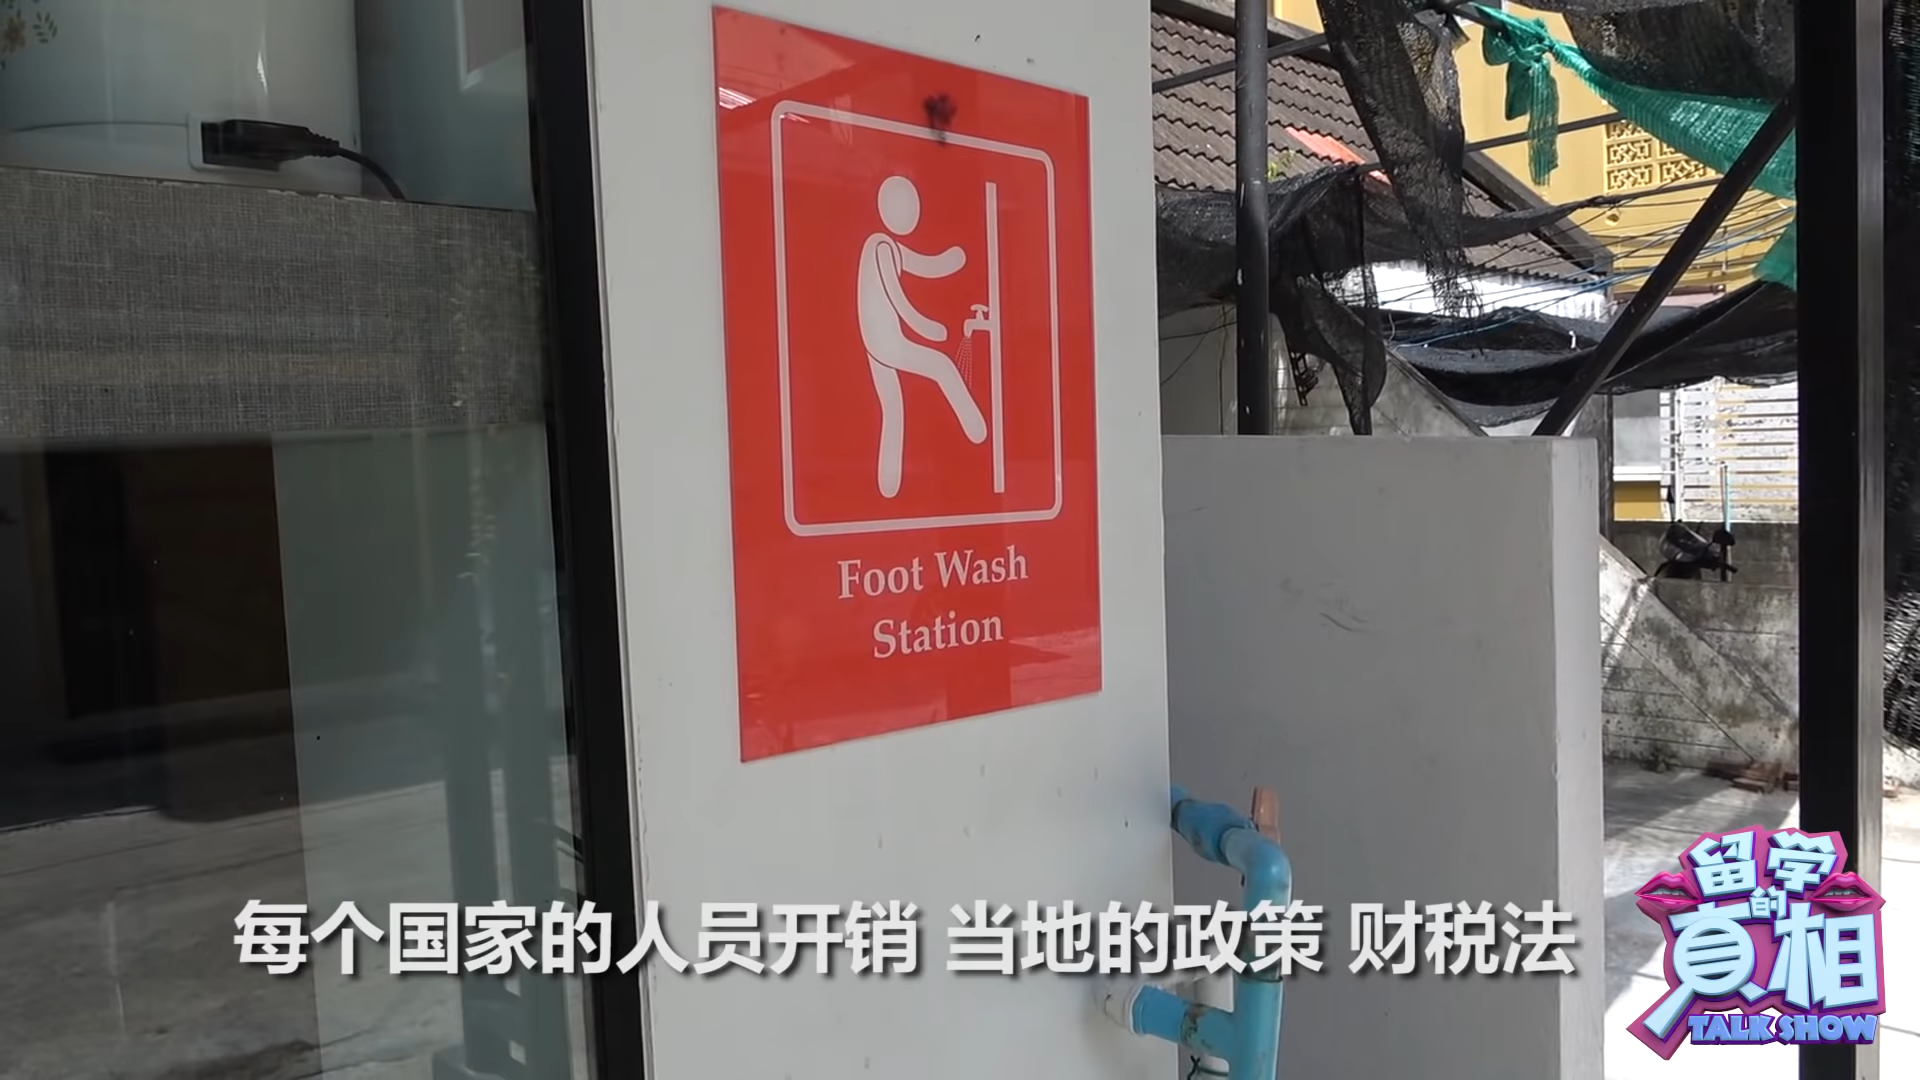 Foot Wash
Station
每个国家的人员开销 当地的政策 财税法
留学
的
真相
TALK SHOW